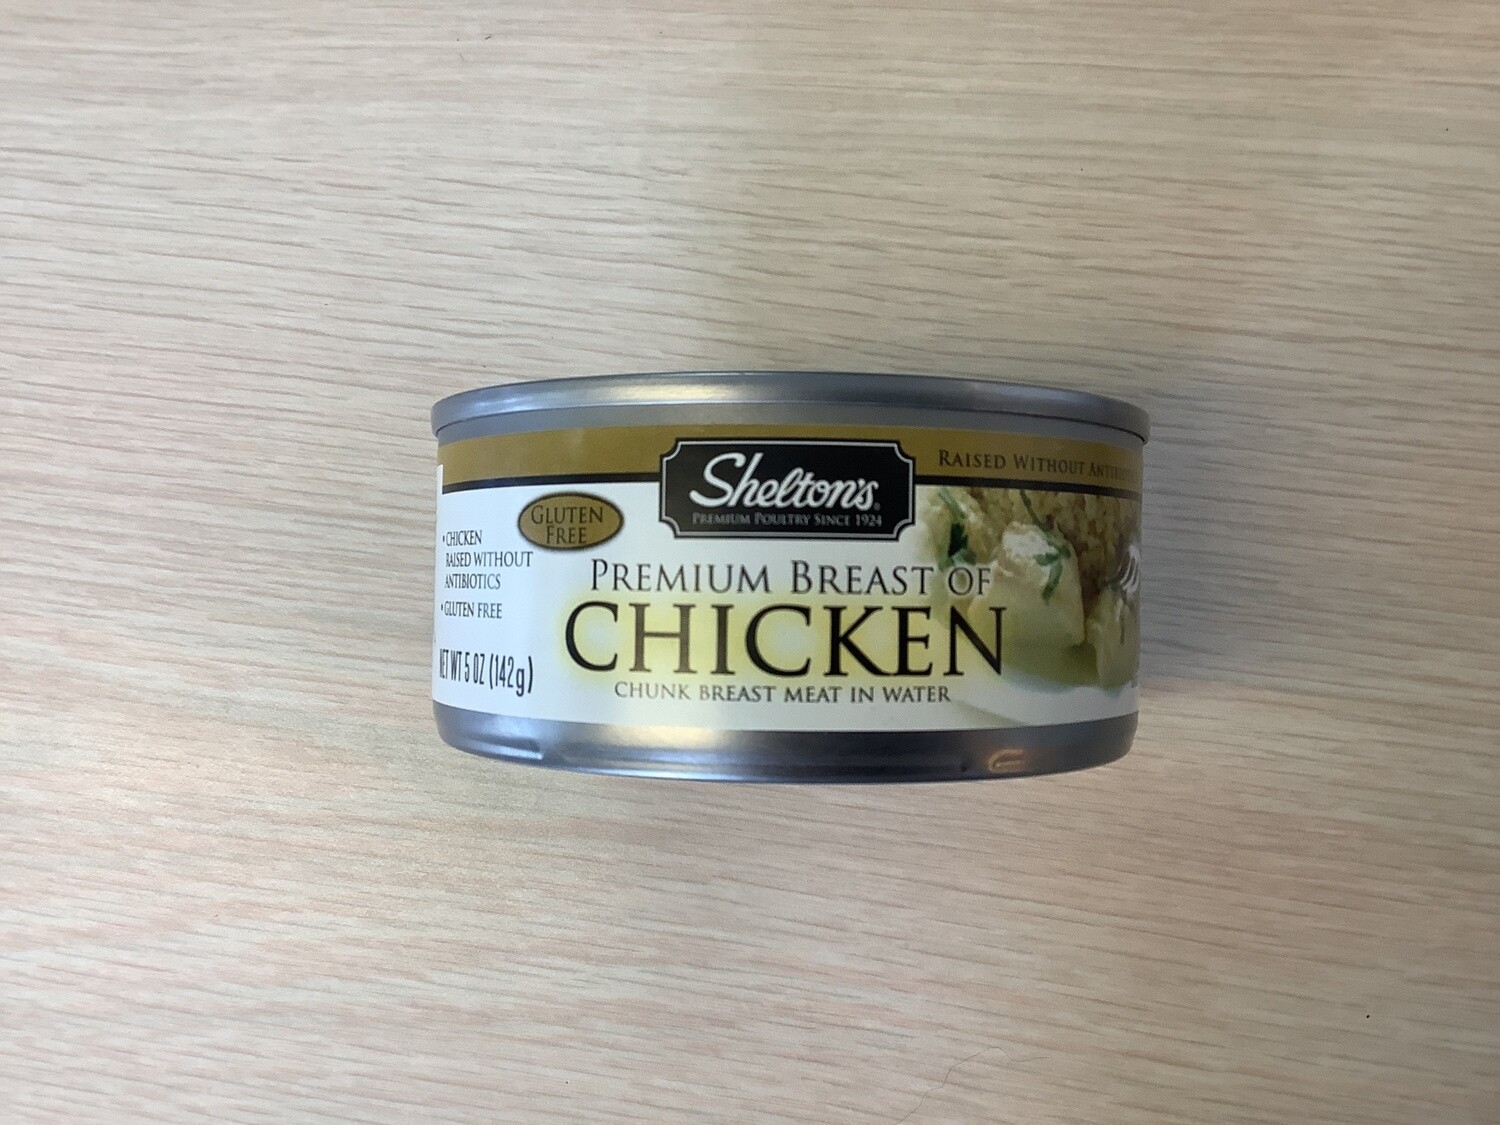 Shelton's®
PREMIUM POULTRY SINCE 1924
RAISED WITHOUT
GLUTEN
FREE
• CHICKEN
RAISED WITHOUT
ANTIBIOTICS
• GLUTEN FREE
NET WT 5 OZ (142g)
PREMIUM BREAST OF
CHICKEN
CHUNK BREAST MEAT IN WATER